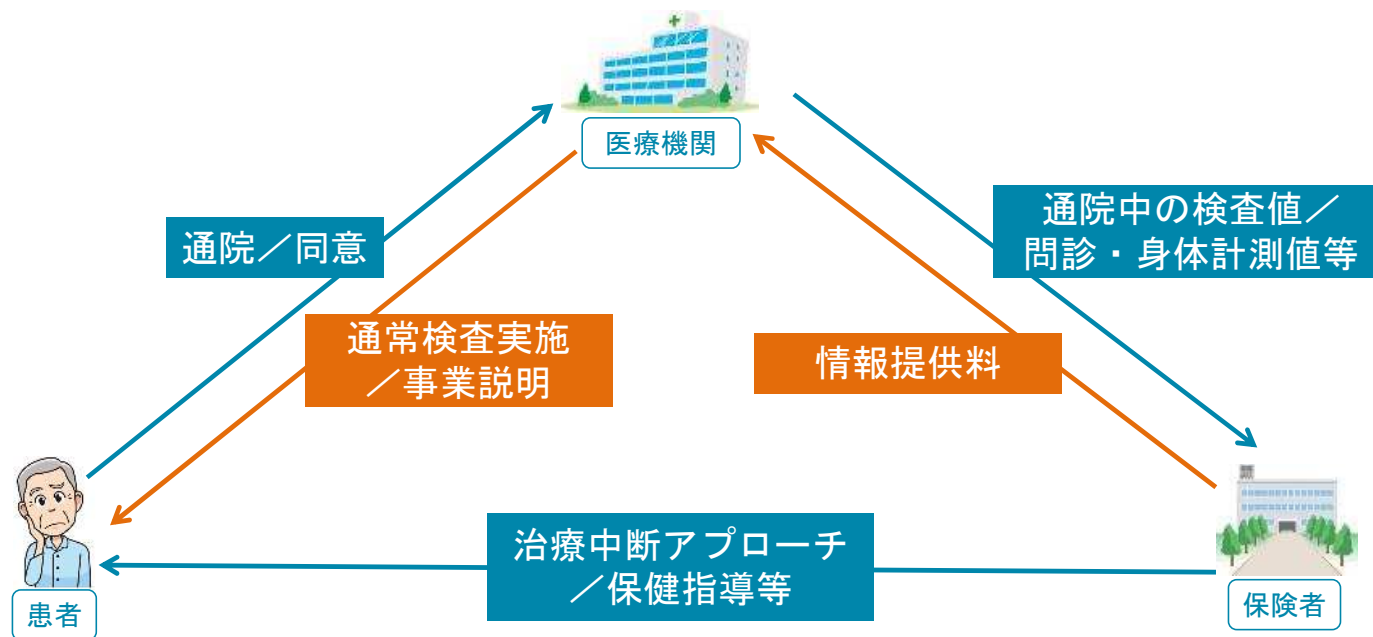 医療機関
通院／同意
通院中の検査値／
問診・身体計測値等
通常検査実施
／事業説明
情報提供料
治療中断アプローチ
／保健指導等
患者
保険者